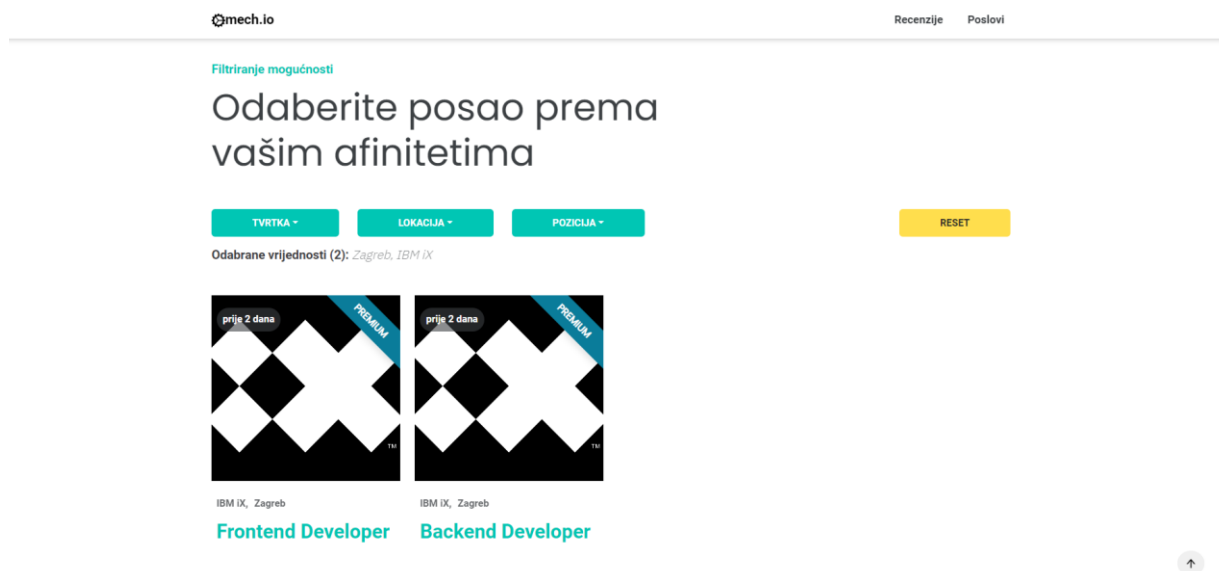 mech.io
Recenzije Poslovi
Filtriranje mogućnosti
Odaberite posao prema
vašim afinitetima
TVRTKA LOKACIJA POZICIJA RESET
Odabrane vrijednosti (2): Zagreb, IBM iX
prije 2 dana PREMIUM prije 2 dana PREMIUM
TM TM
IBM iX, Zagreb IBM iX, Zagreb
Frontend Developer Backend Developer